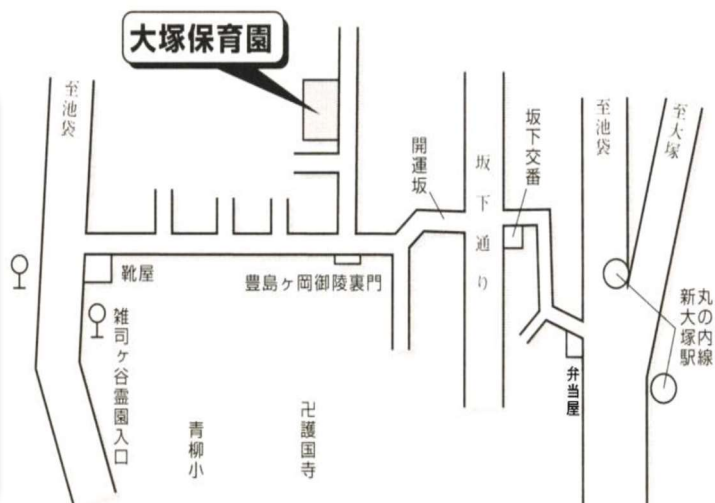 大塚保育園
至池袋
靴屋
雑司ヶ谷霊園入口
青柳小
卍護国寺
豊島ヶ岡御陵裏門
開運坂
坂下通り
坂下交番
至池袋
至大塚
弁当屋
丸の内線
新大塚駅